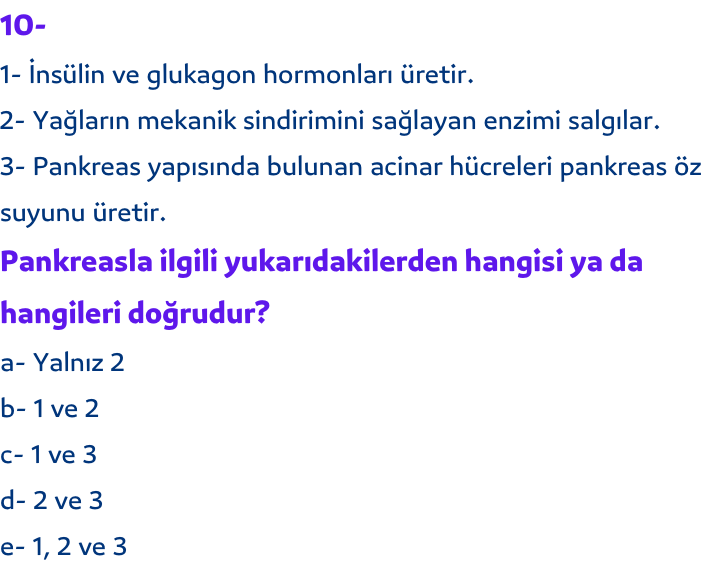 10-
1- İnsülin ve glukagon hormonları üretir.
2- Yağların mekanik sindirimini sağlayan enzimi salgılar.
3- Pankreas yapısında bulunan acinar hücreleri pankreas öz
suyunu üretir.
Pankreasla ilgili yukarıdakilerden hangisi ya da
hangileri doğrudur?
a- Yalnız 2
b- 1 ve 2
c- 1 ve 3
d- 2 ve 3
e- 1, 2 ve 3